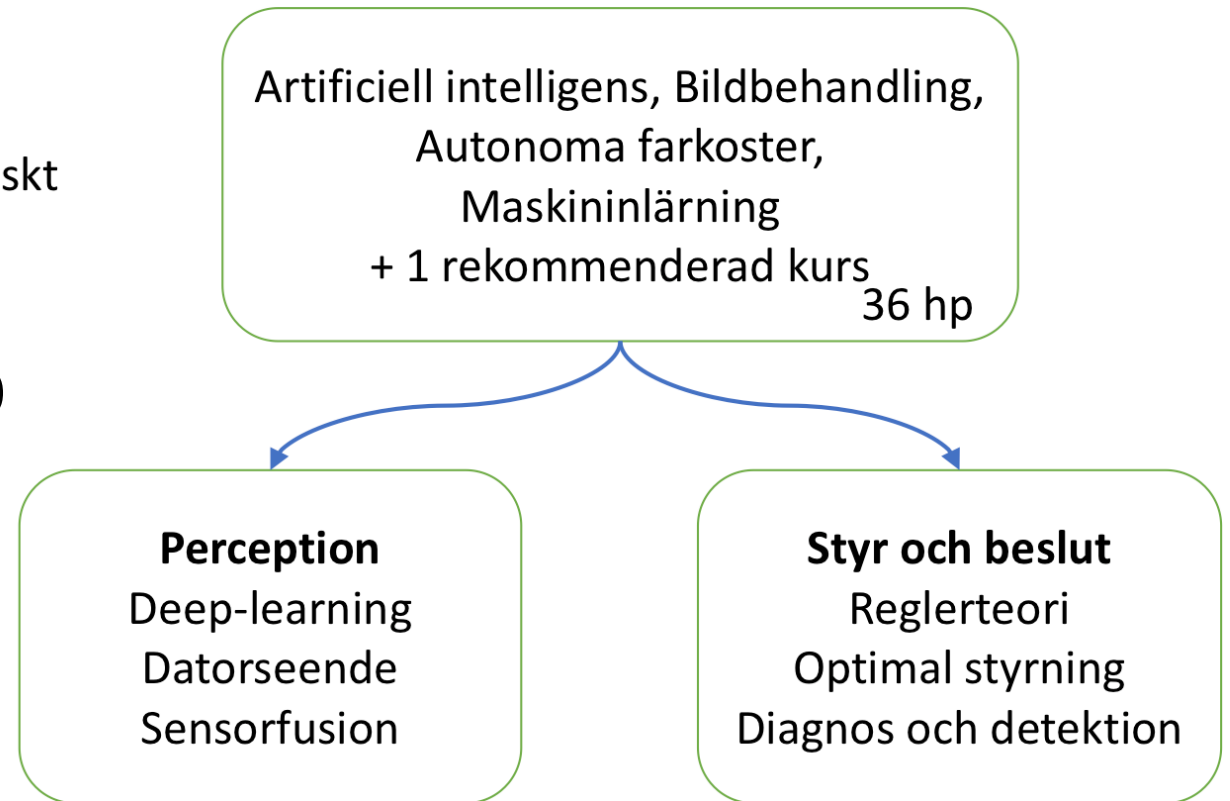 Artificiell intelligens, Bildbehandling,
Autonoma farkoster,
skt
Maskininlärning
+ 1 rekommenderad kurs
36 hp
)
Perception
Deep-learning
Datorseende
Sensorfusion
Styr och beslut
Reglerteori
Optimal styrning
Diagnos och detektion